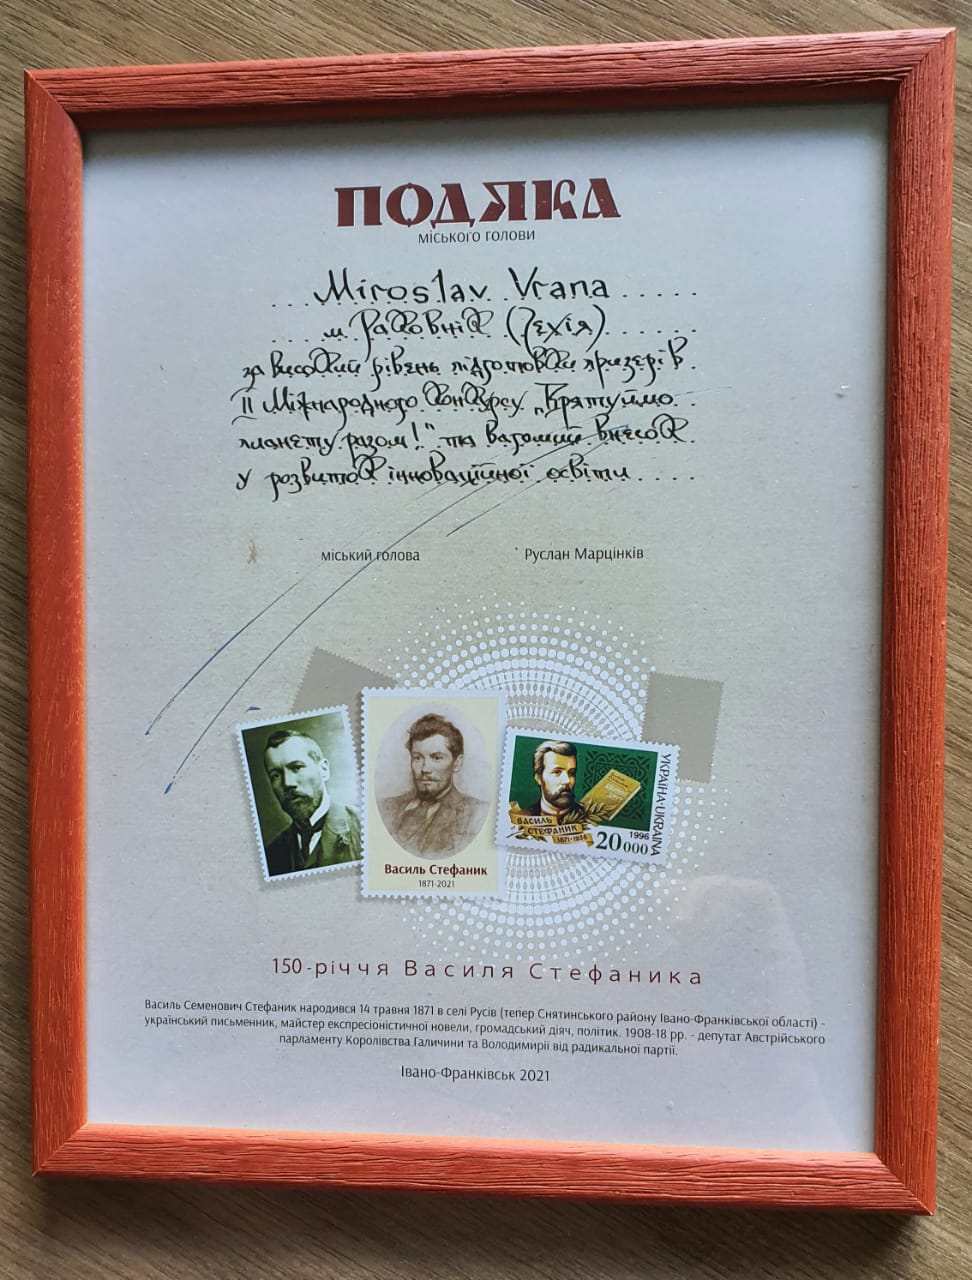 ПОДЯКА
міського голови
Miroslav Vrana
м Раковнік (Чехія)
за високий рівень підготовки призерів
II Міжнародного конкурсу „Врятуймо
планету разом!" та вагомий внесок
у розвиток інноваційної освіти
міський голова Руслан Марцінків
Василь Стефаник
1871-2021
ВАСИЛЬ
СТЕФАНИК
1871-1936
1996
20000
УКРАЇНА·UKRAINA
150-річчя Василя Стефаника
Василь Семенович Стефаник народився 14 травня 1871 в селі Русів (тепер Снятинського району Івано-Франківської області) -
український письменник, майстер експресіоністичної новели, громадський діяч, політик. 1908-18 рр. - депутат Австрійського
парламенту Королівства Галичини та Володимирії від радикальної партії.
Івано-Франківськ 2021